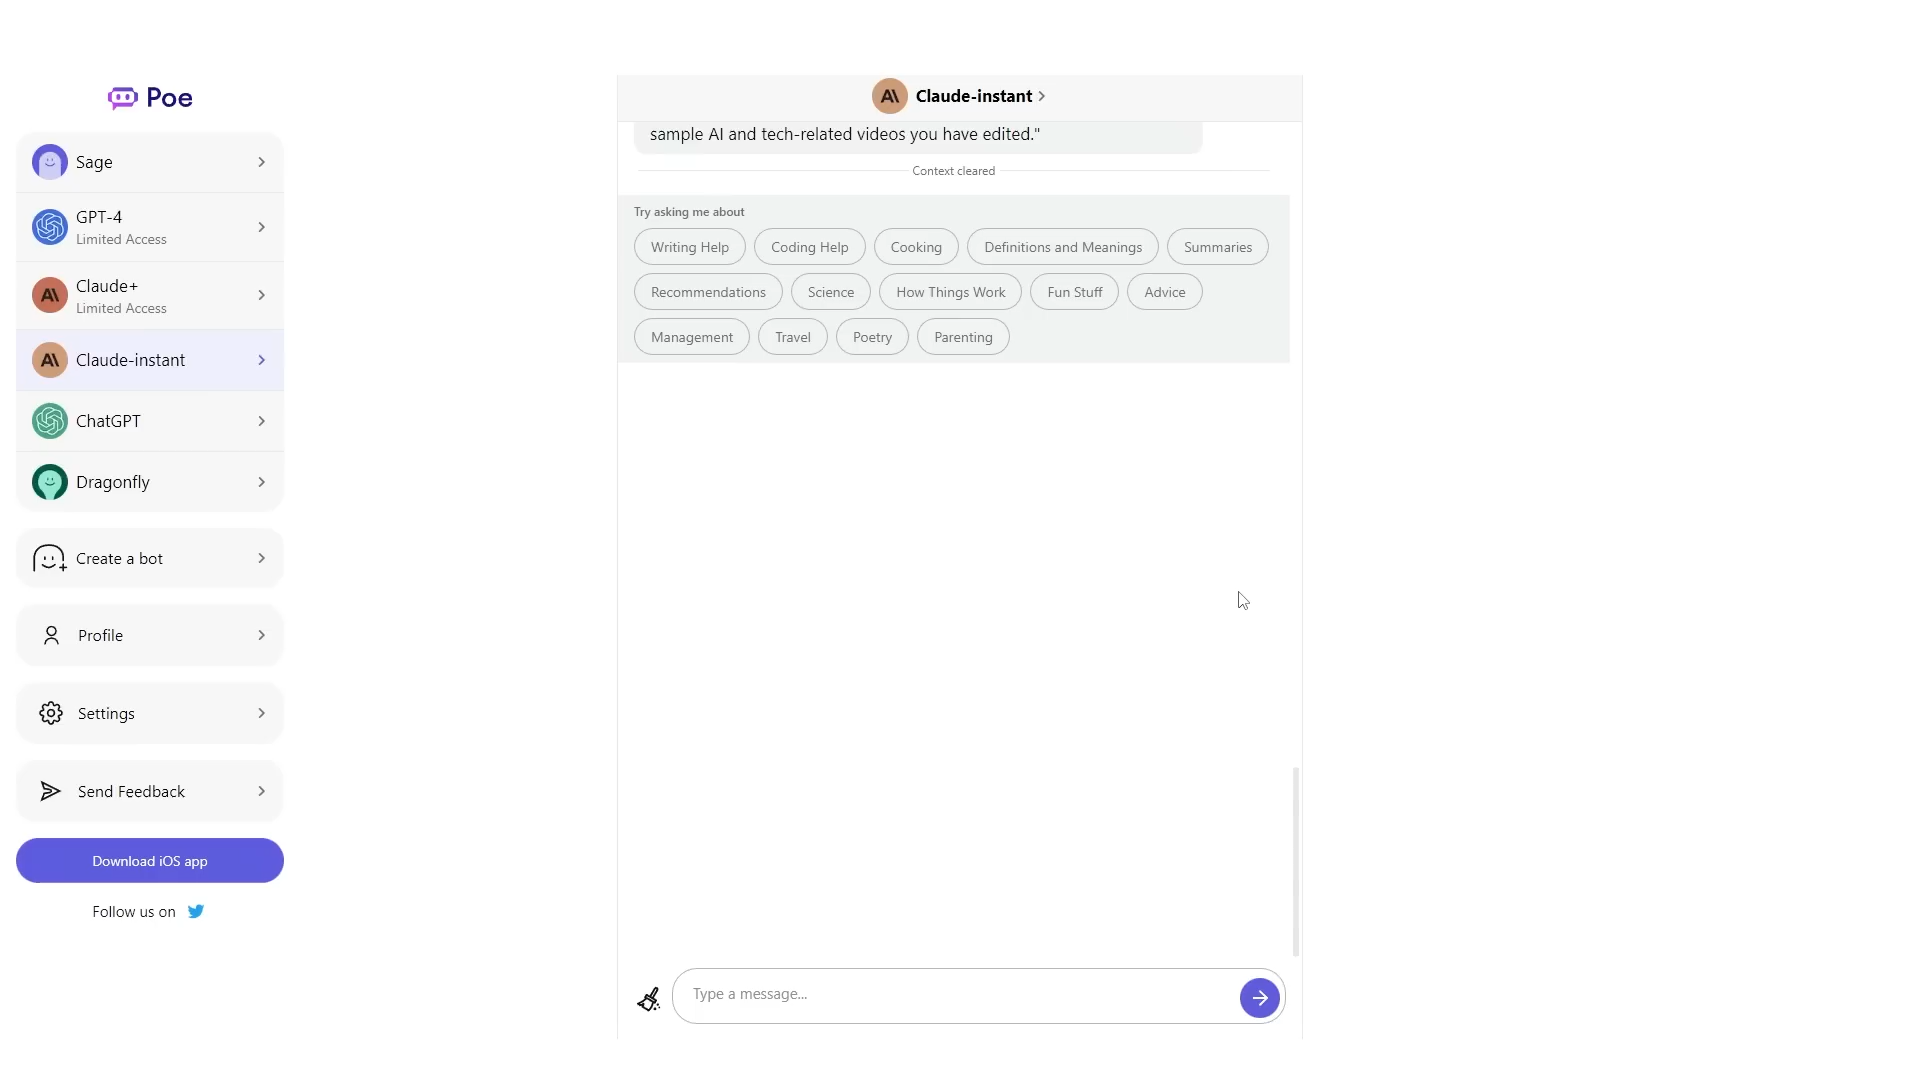 Poe
Sage
GPT-4
Limited Access
Claude+
Limited Access
Claude-instant
ChatGPT
Dragonfly
Create a bot
Profile
Settings
Send Feedback
Download iOS app
Follow us on
Claude-instant
sample AI and tech-related videos you have edited."
Context cleared
Try asking me about
Writing Help Coding Help Cooking Definitions and Meanings Summaries
Recommendations Science How Things Work Fun Stuff Advice
Management Travel Poetry Parenting
Type a message...